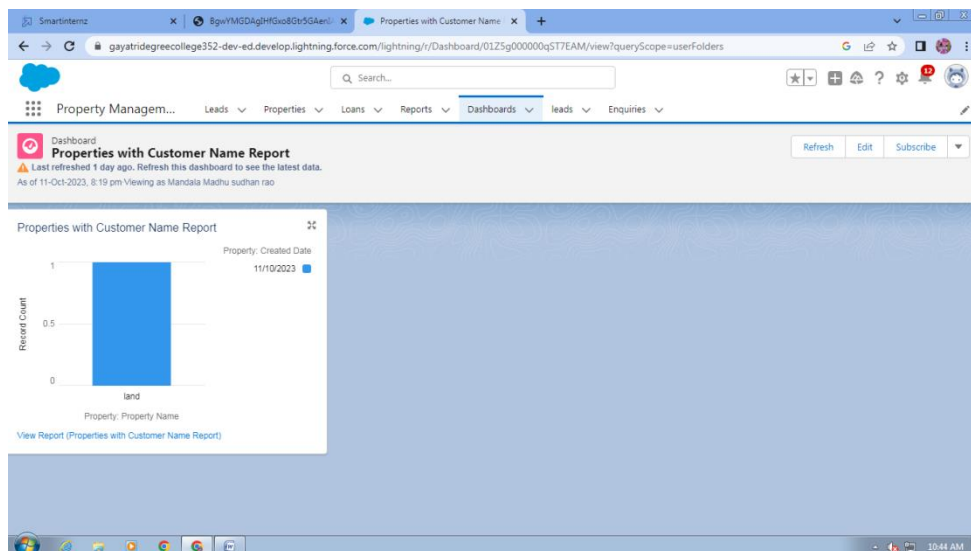 Smartinternz
BgwYMGDAgIHfGxo8Gtr5GAenI
Properties with Customer Name
gayatridegreecollege352-dev-ed.develop.lightning.force.com/lightning/r/Dashboard/01Z5g000000qST7EAM/view?queryScope=userFolders
Search...
12
Property Managem...
Leads
Properties
Loans
Reports
Dashboards
leads
Enquiries
Dashboard
Properties with Customer Name Report
Last refreshed 1 day ago. Refresh this dashboard to see the latest data.
As of 11-Oct-2023, 8:19 pm Viewing as Mandala Madhu sudhan rao
Refresh
Edit
Subscribe
Properties with Customer Name Report
Property: Created Date
11/10/2023
1
0.5
0
Record Count
land
Property: Property Name
View Report (Properties with Customer Name Report)
10:44 AM